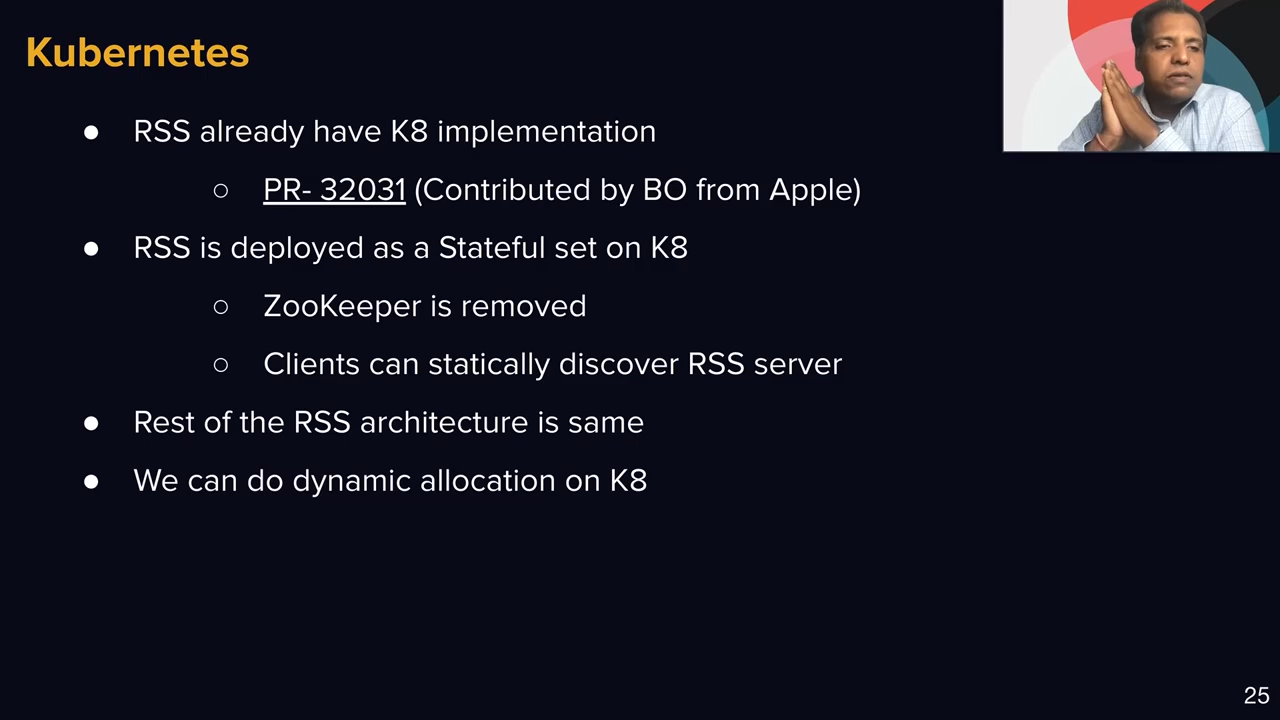 Kubernetes
● RSS already have K8 implementation
○ PR- 32031 (Contributed by BO from Apple)
● RSS is deployed as a Stateful set on K8
○ ZooKeeper is removed
○ Clients can statically discover RSS server
● Rest of the RSS architecture is same
● We can do dynamic allocation on K8
25